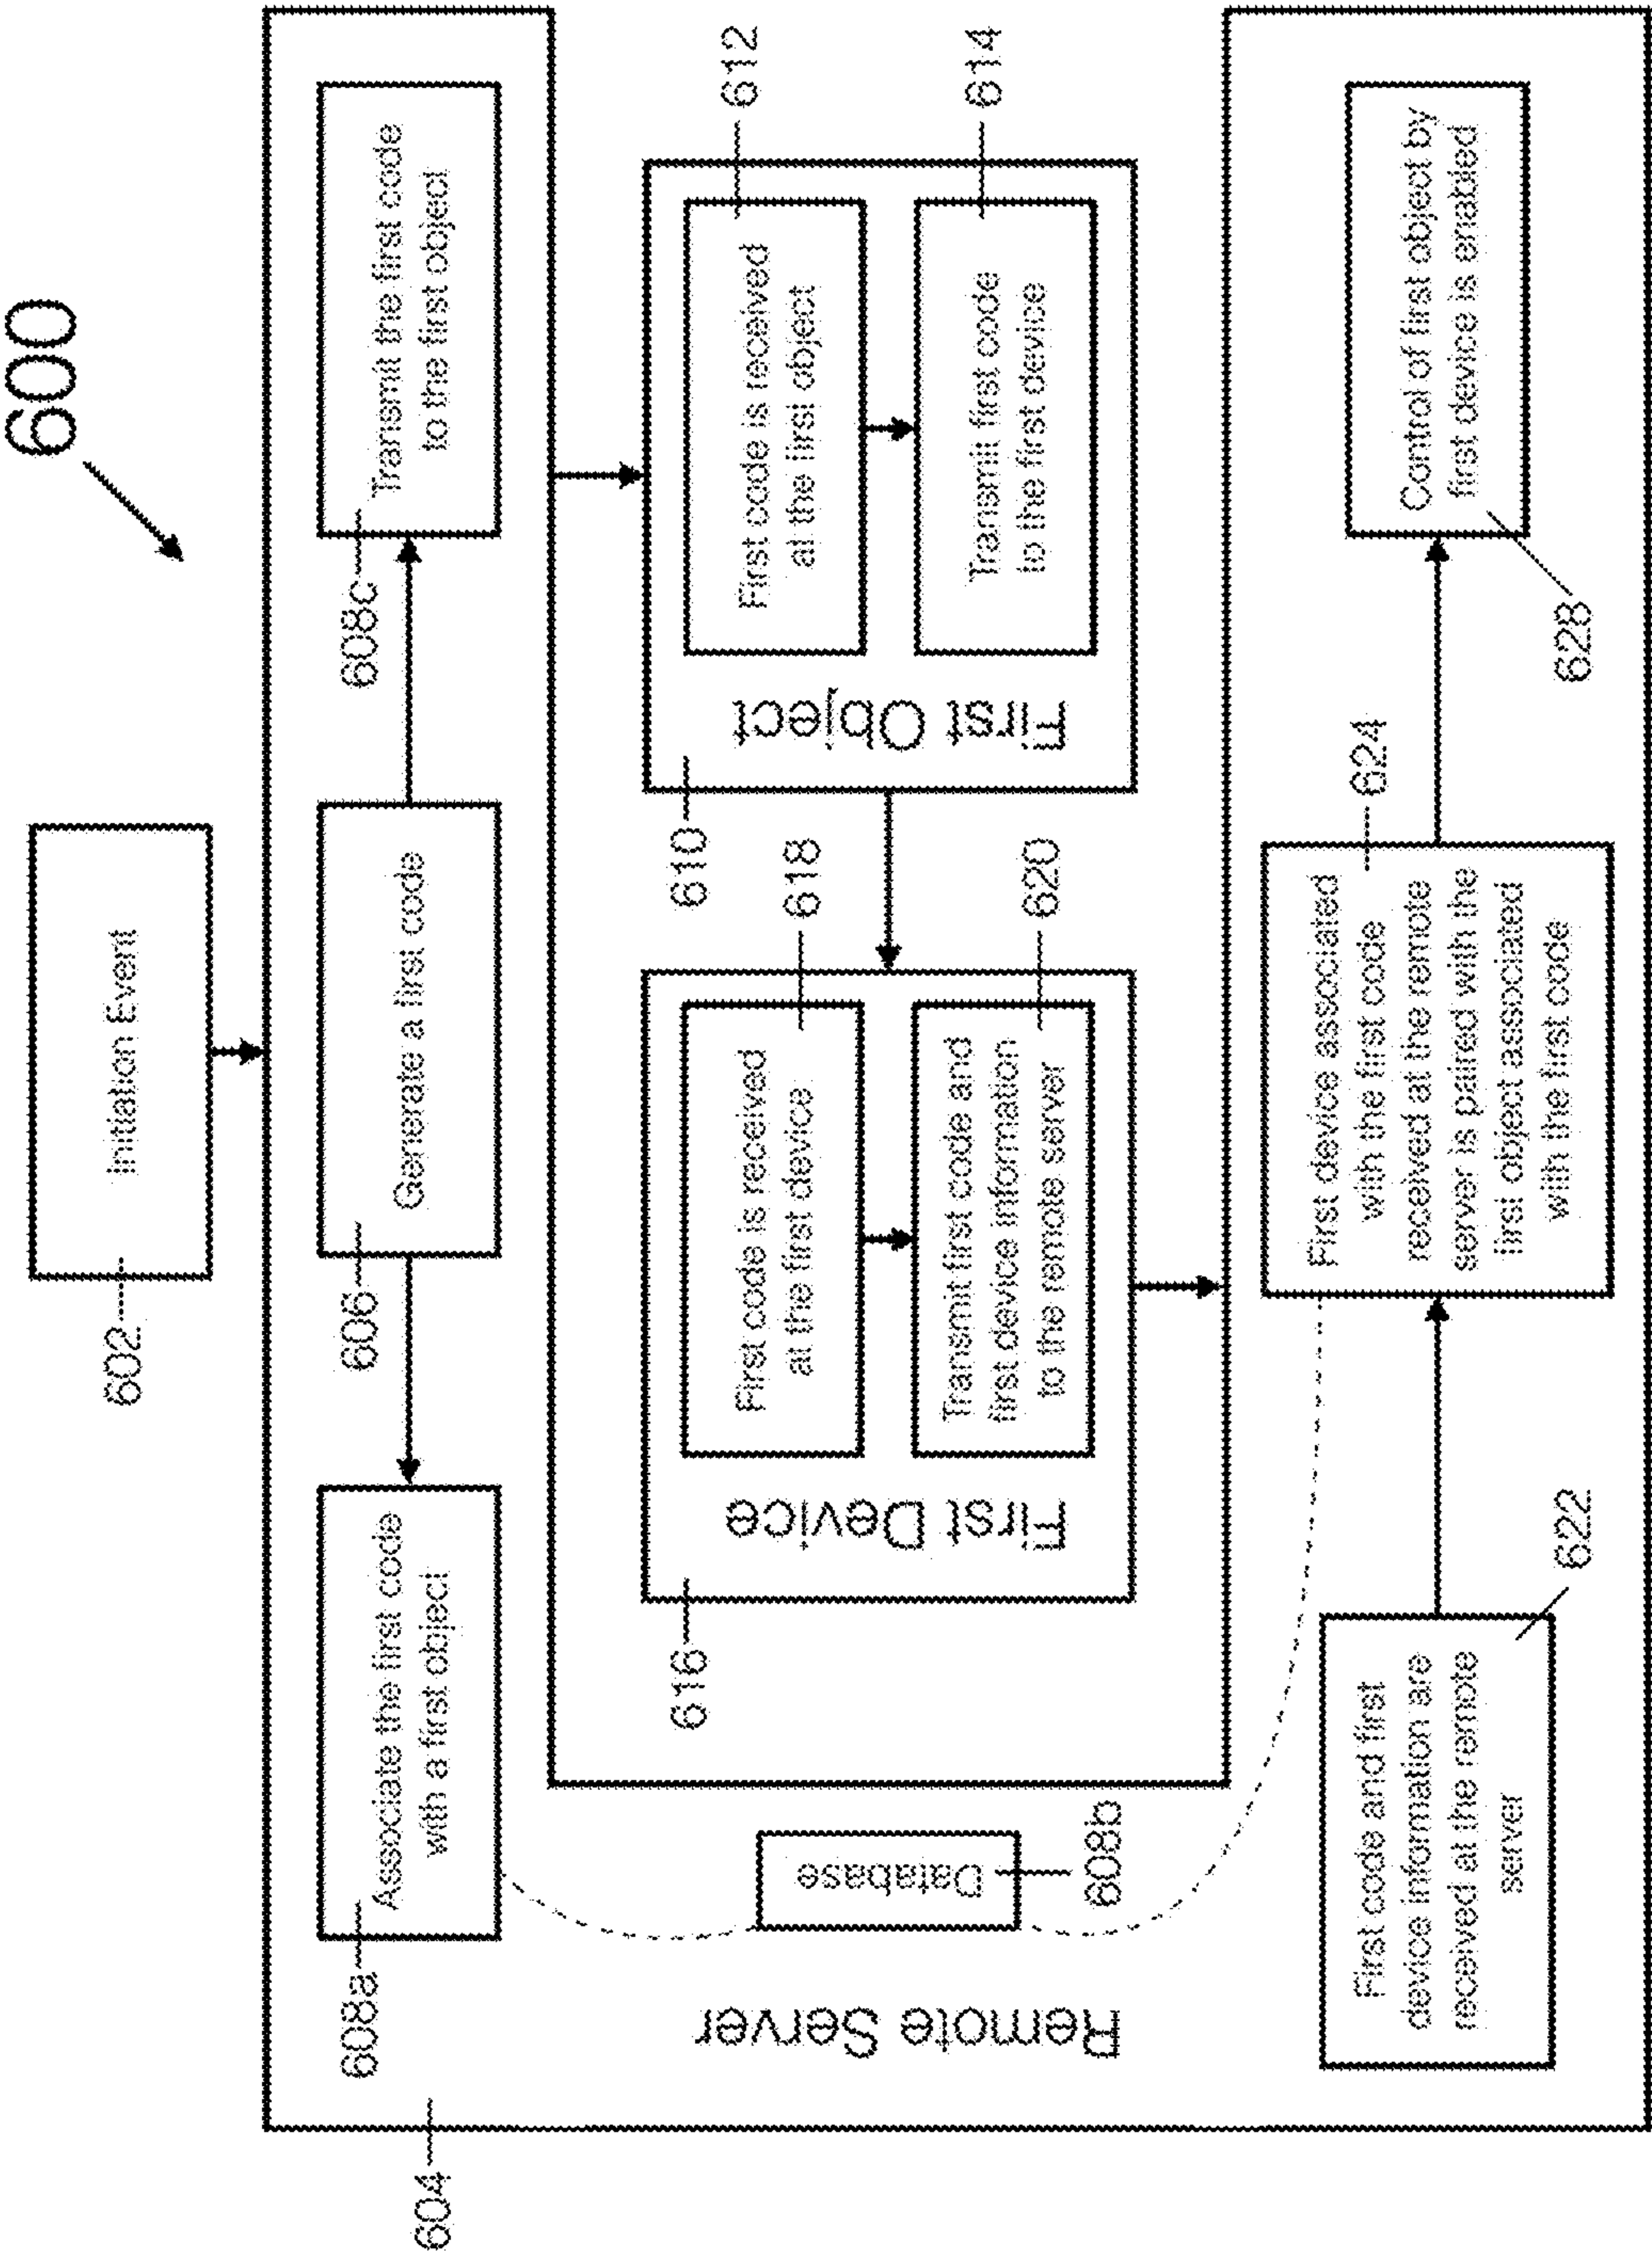 600
602
Initiation Event
604
608a
Associate the first code
with a first object
606
Generate a first code
608c
Transmit the first code
to the first object
Remote Server
Database
608b
616
First Device
618
First code is received
at the first device
620
Transmit first code and
first device information
to the remote server
610
First Object
612
First code is received
at the first object
614
Transmit first code
to the first device
622
First code and first
device information are
received at the remote
server
624
First device associated
with the first code
received at the remote
server is paired with the
first object associated
with the first code
628
Control of first object by
first device is enabled